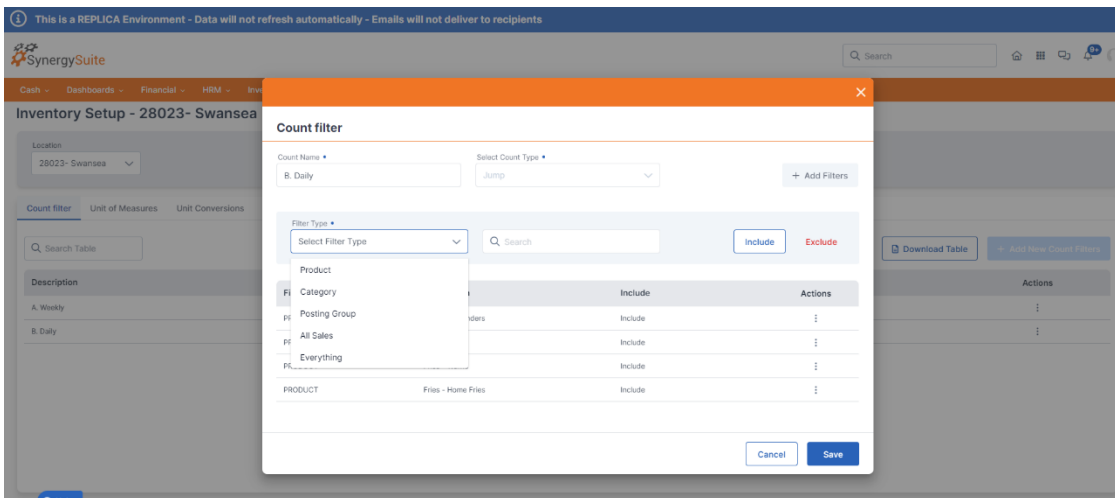 This is a REPLICA Environment - Data will not refresh automatically - Emails will not deliver to recipients
SynergySuite
Search
9+
Cash Dashboards Financial HRM
Inventory Setup - 28023- Swansea
Location
28023- Swansea
Count filter Unit of Measures Unit Conversions
Search Table
Download Table + Add New Count Filters
Description Actions
A. Weekly
B. Daily
Count filter
Count Name • Select Count Type •
B. Daily Jump + Add Filters
Filter Type •
Select Filter Type Search Include Exclude
Product
Category
Posting Group
All Sales
Everything
Include Actions
Include
Include
Include
PRODUCT Fries - Home Fries Include
Cancel Save